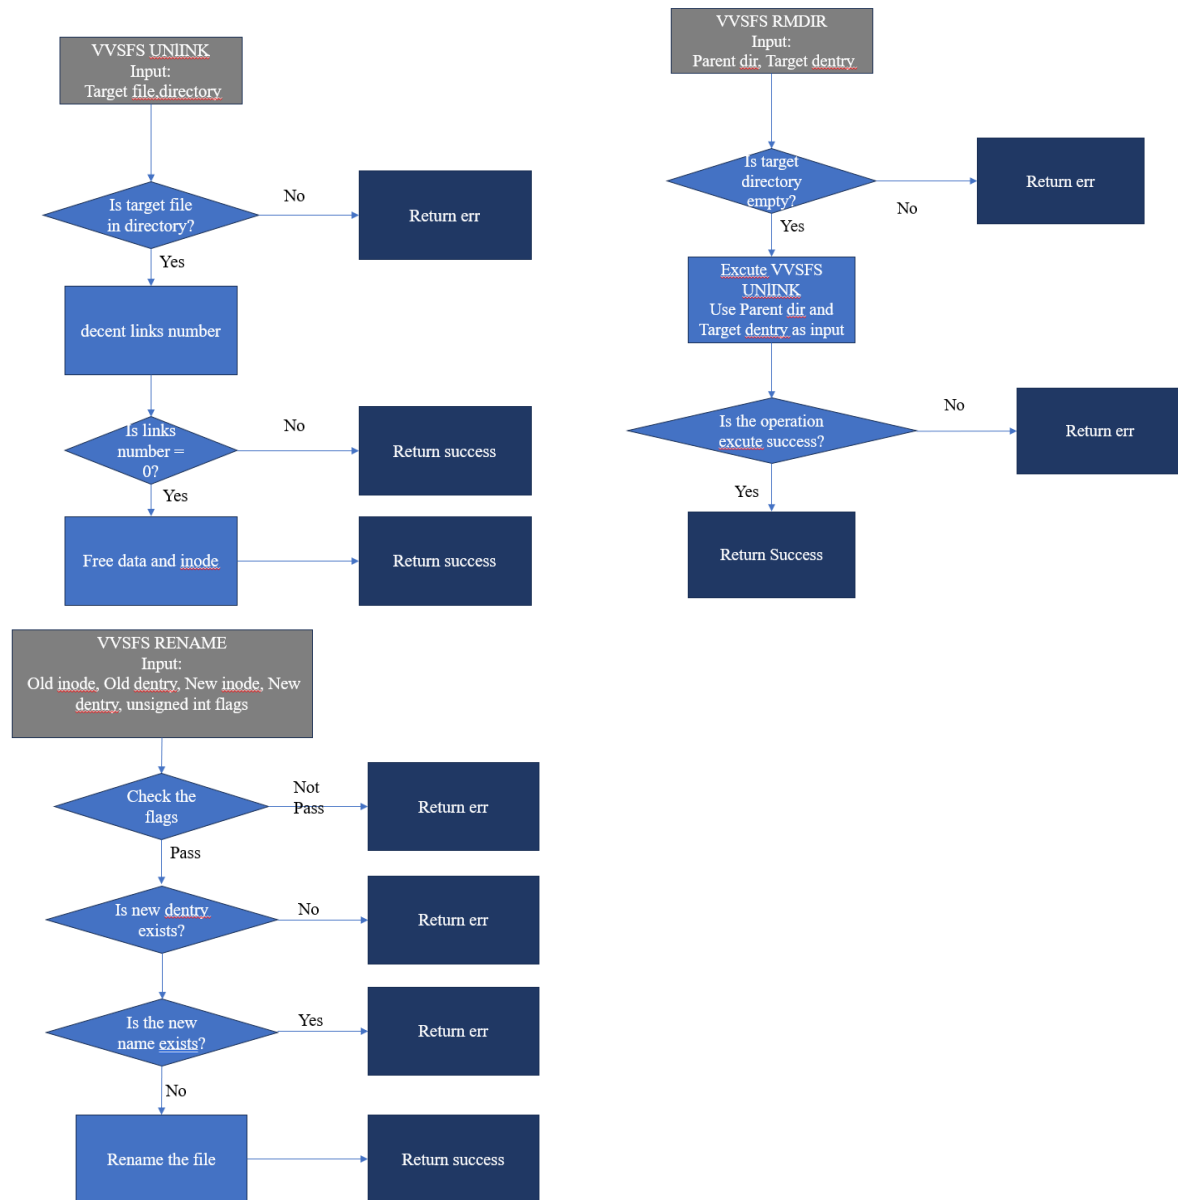 VVSFS UNlINK
Input:
Target file,directory
Is target file
in directory?
No
Return err
Yes
decent links number
Is links
number =
0?
No
Return success
Yes
Free data and inode
Return success
VVSFS RMDIR
Input:
Parent dir, Target dentry
Is target
directory
empty?
No
Return err
Yes
Excute VVSFS
UNlINK
Use Parent dir and
Target dentry as input
Is the operation
excute success?
No
Return err
Yes
Return Success
VVSFS RENAME
Input:
Old inode, Old dentry, New inode, New
dentry, unsigned int flags
Check the
flags
Not
Pass
Return err
Pass
Is new dentry
exists?
No
Return err
Is the new
name exists?
Yes
Return err
No
Rename the file
Return success